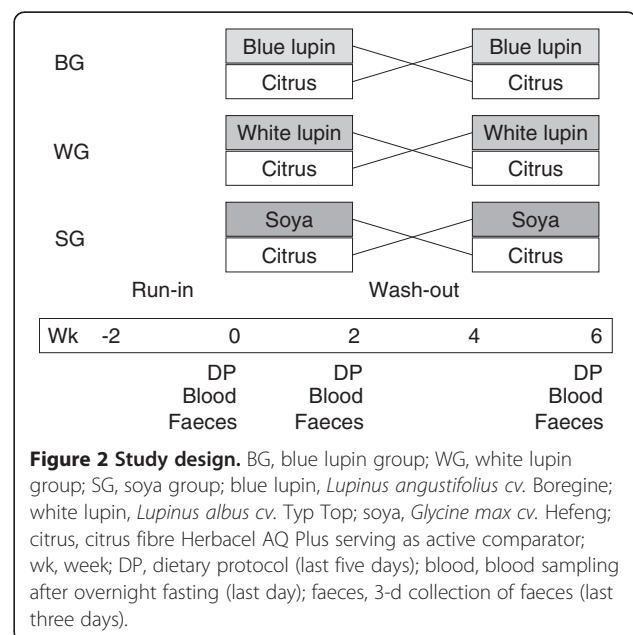 Blue lupin Blue lupin
BG
Citrus Citrus
White lupin White lupin
WG
Citrus Citrus
Soya Soya
SG
Citrus Citrus
Run-in Wash-out
Wk -2 0 2 4 6
DP DP DP
Blood Blood Blood
Faeces Faeces Faeces
Figure 2 Study design. BG, blue lupin group; WG, white lupin
group; SG, soya group; blue lupin, Lupinus angustifolius cv. Boregine;
white lupin, Lupinus albus cv. Typ Top; soya, Glycine max cv. Hefeng;
citrus, citrus fibre Herbacel AQ Plus serving as active comparator;
wk, week; DP, dietary protocol (last five days); blood, blood sampling
after overnight fasting (last day); faeces, 3-d collection of faeces (last
three days).